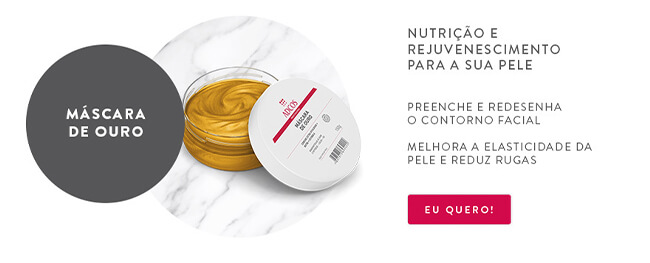 MÁSCARA
DE OURO
ADCOS
MÁSCARA
DE OURO
NUTRIÇÃO E
REJUVENESCIMENTO
PARA A SUA PELE
PREENCHE E REDESENHA
O CONTORNO FACIAL
MELHORA A ELASTICIDADE DA
PELE E REDUZ RUGAS
EU QUERO!